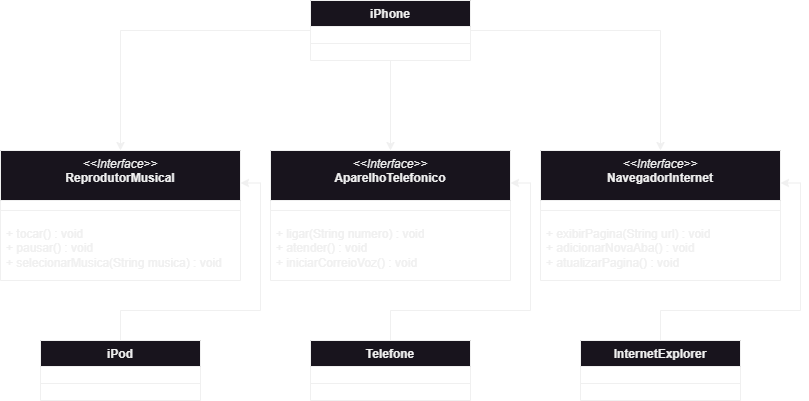 iPhone
<<Interface>>
ReprodutorMusical
+ tocar() : void
+ pausar() : void
+ selecionarMusica(String musica) : void
<<Interface>>
AparelhoTelefonico
+ ligar(String numero) : void
+ atender() : void
+ iniciarCorreioVoz() : void
<<Interface>>
NavegadorInternet
+ exibirPagina(String url) : void
+ adicionarNovaAba() : void
+ atualizarPagina() : void
iPod
Telefone
InternetExplorer